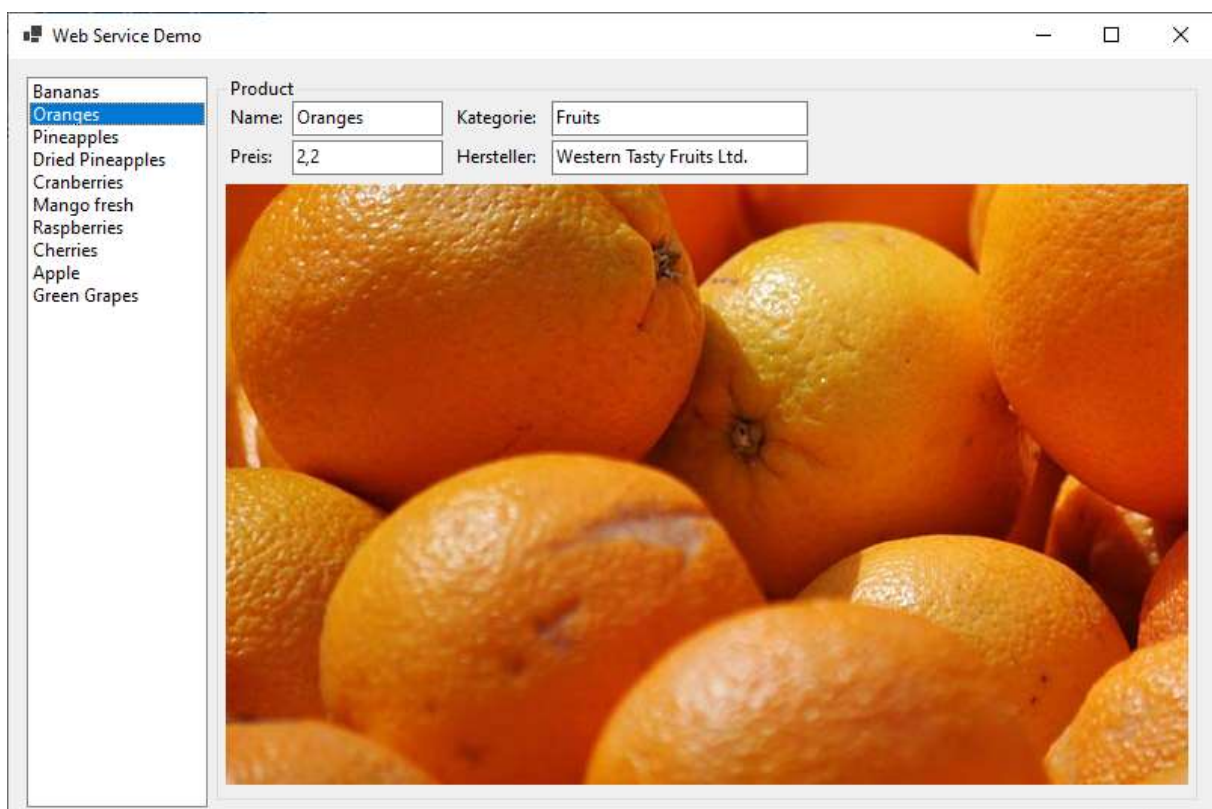 Web Service Demo
Bananas
Oranges
Pineapples
Dried Pineapples
Cranberries
Mango fresh
Raspberries
Cherries
Apple
Green Grapes
Product
Name: Oranges Kategorie: Fruits
Preis: 2,2 Hersteller: Western Tasty Fruits Ltd.